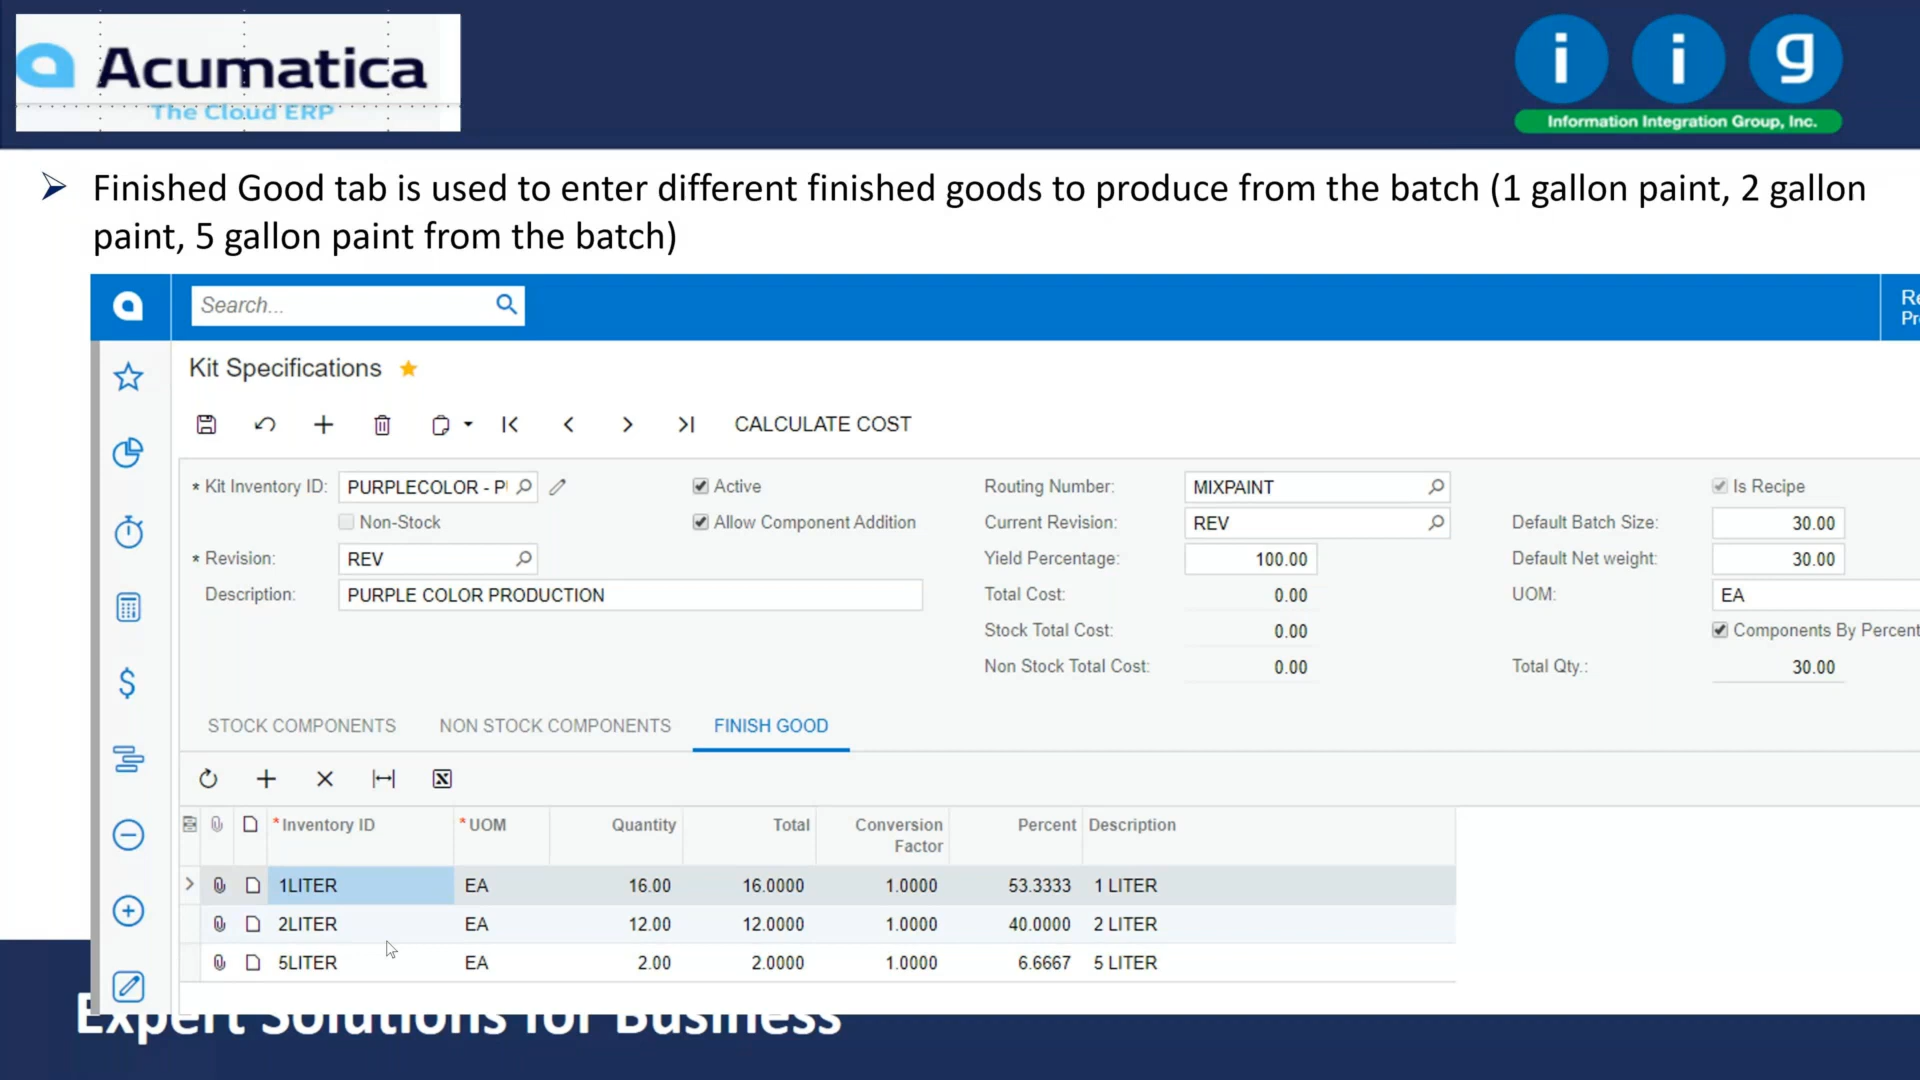 Acumatica
The Cloud ERP
i i g
Information Integration Group, Inc.
Finished Good tab is used to enter different finished goods to produce from the batch (1 gallon paint, 2 gallon
paint, 5 gallon paint from the batch)
Search...
Re
Pr
Kit Specifications
CALCULATE COST
* Kit Inventory ID: PURPLECOLOR - P Active Routing Number: MIXPAINT Is Recipe
Non-Stock Allow Component Addition Current Revision: REV Default Batch Size: 30.00
* Revision: REV Yield Percentage: 100.00 Default Net weight: 30.00
Description: PURPLE COLOR PRODUCTION Total Cost: 0.00 UOM: EA
Stock Total Cost: 0.00 Components By Percent
Non Stock Total Cost: 0.00 Total Qty.: 30.00
STOCK COMPONENTS NON STOCK COMPONENTS FINISH GOOD
* Inventory ID * UOM Quantity Total Conversion Percent Description
Factor
1LITER EA 16.00 16.0000 1.0000 53.3333 1 LITER
2LITER EA 12.00 12.0000 1.0000 40.0000 2 LITER
5LITER EA 2.00 2.0000 1.0000 6.6667 5 LITER
Expert Solutions for Business